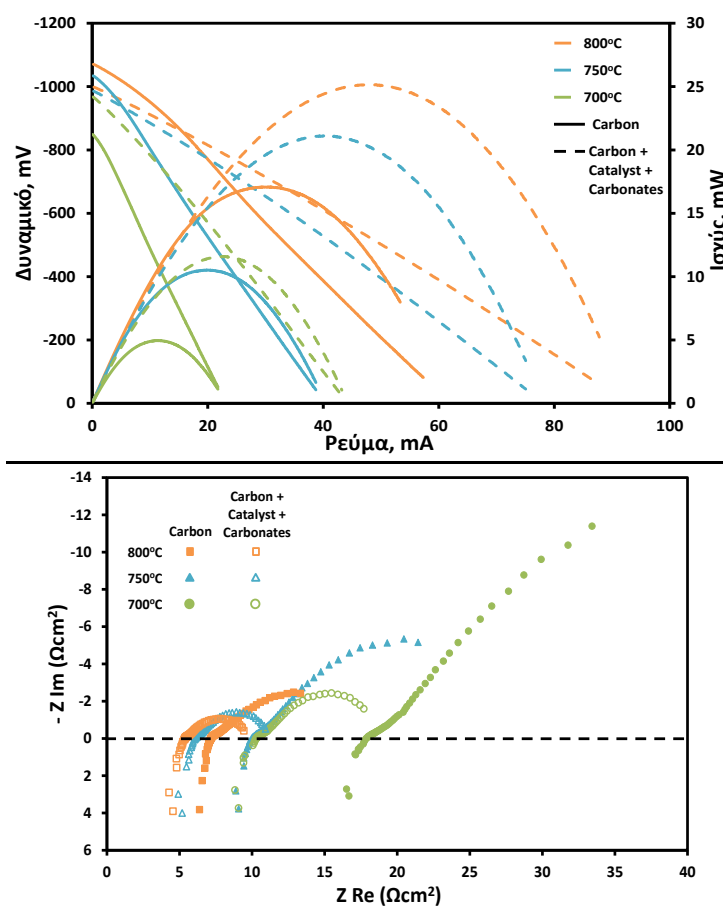 -1200
-1000
-800
-600
-400
-200
0
Δυναμικό, mV
30
25
20
15
10
5
0
Ισχύς, mW
800°C
750°C
700°C
Carbon
Carbon +
Catalyst +
Carbonates
0 20 40 60 80 100
Ρεύμα, mA
-14
-12
-10
-8
-6
-4
-2
0
2
4
6
- Z Im (Ωcm²)
Carbon +
Catalyst +
Carbon Carbonates
800°C
750°C
700°C
0 5 10 15 20 25 30 35 40
Z Re (Ωcm²)